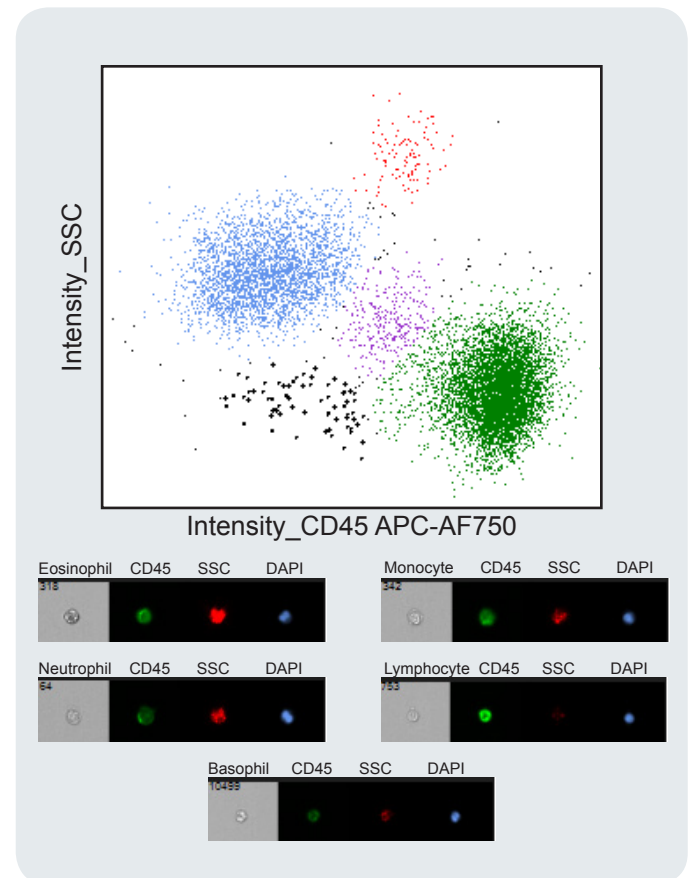 Intensity_SSC
Intensity_CD45 APC-AF750
Eosinophil CD45 SSC DAPI
318
Monocyte CD45 SSC DAPI
342
Neutrophil CD45 SSC DAPI
64
Lymphocyte CD45 SSC DAPI
753
Basophil CD45 SSC DAPI
10499